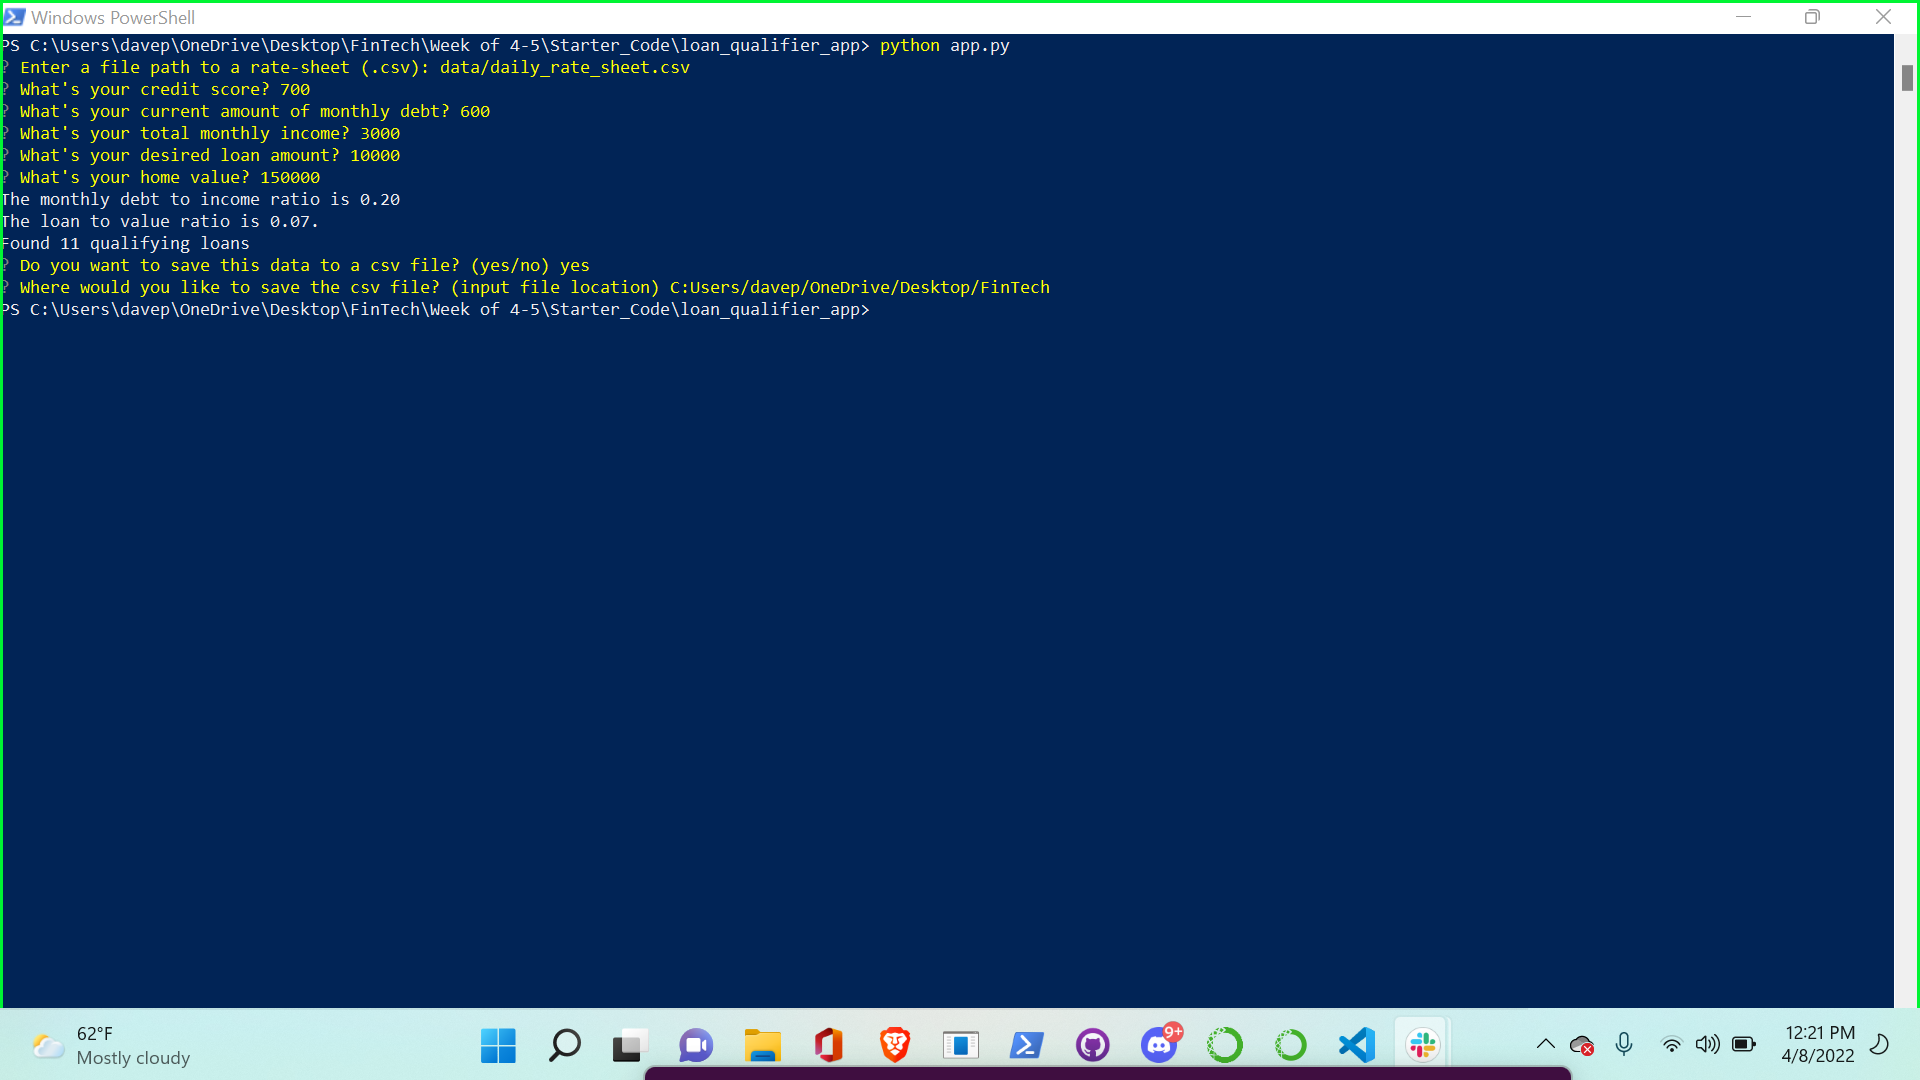 Windows PowerShell
PS C:\Users\davep\OneDrive\Desktop\FinTech\Week of 4-5\Starter_Code\loan_qualifier_app> python app.py
? Enter a file path to a rate-sheet (.csv): data/daily_rate_sheet.csv
? What's your credit score? 700
? What's your current amount of monthly debt? 600
? What's your total monthly income? 3000
? What's your desired loan amount? 10000
? What's your home value? 150000
The monthly debt to income ratio is 0.20
The loan to value ratio is 0.07.
Found 11 qualifying loans
? Do you want to save this data to a csv file? (yes/no) yes
? Where would you like to save the csv file? (input file location) C:Users/davep/OneDrive/Desktop/FinTech
PS C:\Users\davep\OneDrive\Desktop\FinTech\Week of 4-5\Starter_Code\loan_qualifier_app>
62°F
Mostly cloudy
9+
12:21 PM
4/8/2022